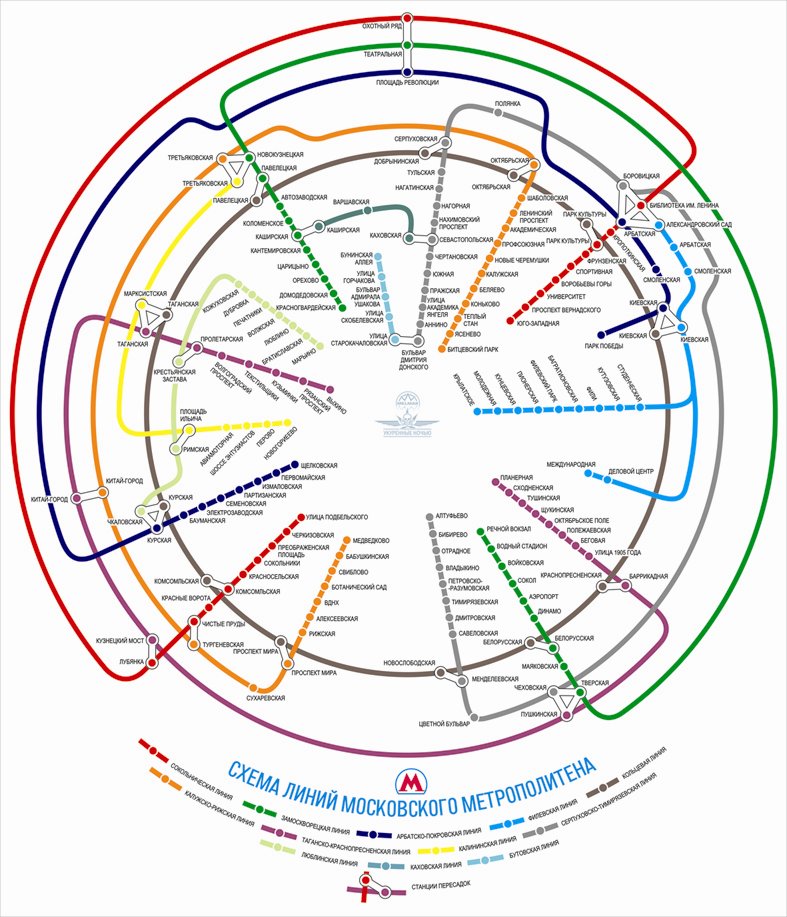 ОХОТНЫЙ РЯД
ТЕАТРАЛЬНАЯ
ПЛОЩАДЬ РЕВОЛЮЦИИ
ПОЛЯНКА
СЕРПУХОВСКАЯ
ДОБРЫНИНСКАЯ
ОКТЯБРЬСКАЯ
ОКТЯБРЬСКАЯ
ТРЕТЬЯКОВСКАЯ
НОВОКУЗНЕЦКАЯ
ПАВЕЛЕЦКАЯ
ТРЕТЬЯКОВСКАЯ
ПАВЕЛЕЦКАЯ
АВТОЗАВОДСКАЯ
КОЛОМЕНСКОЕ
КАШИРСКАЯ
КАНТЕМИРОВСКАЯ
ЦАРИЦЫНО
ОРЕХОВО
ДОМОДЕДОВСКАЯ
КРАСНОГВАРДЕЙСКАЯ
ВАРШАВСКАЯ
КАШИРСКАЯ
КАХОВСКАЯ
ТУЛЬСКАЯ
НАГАТИНСКАЯ
НАГОРНАЯ
НАХИМОВСКИЙ
ПРОСПЕКТ
СЕВАСТОПОЛЬСКАЯ
ЧЕРТАНОВСКАЯ
ЮЖНАЯ
ПРАЖСКАЯ
УЛИЦА
АКАДЕМИКА
ЯНГЕЛЯ
АННИНО
БУЛЬВАР
ДМИТРИЯ
ДОНСКОГО
БУНИНСКАЯ
АЛЛЕЯ
УЛИЦА
ГОРЧАКОВА
БУЛЬВАР
АДМИРАЛА
УШАКОВА
УЛИЦА
СКОБЕЛЕВСКАЯ
УЛИЦА
СТАРОКАЧАЛОВСКАЯ
ШАБОЛОВСКАЯ
ЛЕНИНСКИЙ
ПРОСПЕКТ
АКАДЕМИЧЕСКАЯ
ПРОФСОЮЗНАЯ
НОВЫЕ ЧЕРЕМУШКИ
КАЛУЖСКАЯ
БЕЛЯЕВО
КОНЬКОВО
ТЕПЛЫЙ
СТАН
ЯСЕНЕВО
БИТЦЕВСКИЙ ПАРК
БОРОВИЦКАЯ
БИБЛИОТЕКА ИМ. ЛЕНИНА
АЛЕКСАНДРОВСКИЙ САД
АРБАТСКАЯ
АРБАТСКАЯ
СМОЛЕНСКАЯ
СМОЛЕНСКАЯ
КИЕВСКАЯ
КИЕВСКАЯ
КИЕВСКАЯ
ПАРК ПОБЕДЫ
КРОПОТКИНСКАЯ
ПАРК КУЛЬТУРЫ
ПАРК КУЛЬТУРЫ
ФРУНЗЕНСКАЯ
СПОРТИВНАЯ
ВОРОБЬЕВЫ ГОРЫ
УНИВЕРСИТЕТ
ПРОСПЕКТ ВЕРНАДСКОГО
ЮГО-ЗАПАДНАЯ
КРЫЛАТСКОЕ
МОЛОДЕЖНАЯ
КУНЦЕВСКАЯ
ПИОНЕРСКАЯ
ФИЛЕВСКИЙ ПАРК
БАГРАТИОНОВСКАЯ
ФИЛИ
КУТУЗОВСКАЯ
СТУДЕНЧЕСКАЯ
МЕЖДУНАРОДНАЯ
ДЕЛОВОЙ ЦЕНТР
МАРКСИСТСКАЯ
ТАГАНСКАЯ
ТАГАНСКАЯ
КОЖУХОВСКАЯ
ДУБРОВКА
ПЕЧАТНИКИ
ВОЛЖСКАЯ
ЛЮБЛИНО
БРАТИСЛАВСКАЯ
МАРЬИНО
ПРОЛЕТАРСКАЯ
КРЕСТЬЯНСКАЯ
ЗАСТАВА
ВОЛГОГРАДСКИЙ
ПРОСПЕКТ
ТЕКСТИЛЬЩИКИ
КУЗЬМИНКИ
РЯЗАНСКИЙ
ПРОСПЕКТ
ВЫХИНО
ПЛОЩАДЬ
ИЛЬИЧА
РИМСКАЯ
АВИАМОТОРНАЯ
ШОССЕ ЭНТУЗИАСТОВ
ПЕРОВО
НОВОГИРЕЕВО
УКУРЕННЫЕ НОЧЬЮ
КИТАЙ-ГОРОД
КИТАЙ-ГОРОД
КУРСКАЯ
ЧКАЛОВСКАЯ
КУРСКАЯ
БАУМАНСКАЯ
ЭЛЕКТРОЗАВОДСКАЯ
СЕМЕНОВСКАЯ
ПАРТИЗАНСКАЯ
ИЗМАЛОВСКАЯ
ПЕРВОМАЙСКАЯ
ЩЕЛКОВСКАЯ
УЛИЦА ПОДБЕЛЬСКОГО
ЧЕРКИЗОВСКАЯ
ПРЕОБРАЖЕНСКАЯ
ПЛОЩАДЬ
СОКОЛЬНИКИ
КРАСНОСЕЛЬСКАЯ
КОМСОМОЛЬСКАЯ
КОМСОМОЛЬСКАЯ
КРАСНЫЕ ВОРОТА
ЧИСТЫЕ ПРУДЫ
ТУРГЕНЕВСКАЯ
КУЗНЕЦКИЙ МОСТ
ЛУБЯНКА
МЕДВЕДКОВО
БАБУШКИНСКАЯ
СВИБЛОВО
БОТАНИЧЕСКИЙ САД
ВДНХ
АЛЕКСЕЕВСКАЯ
РИЖСКАЯ
ПРОСПЕКТ МИРА
ПРОСПЕКТ МИРА
СУХАРЕВСКАЯ
АЛТУФЬЕВО
БИБИРЕВО
ОТРАДНОЕ
ВЛАДЫКИНО
ПЕТРОВСКО-
-РАЗУМОВСКАЯ
ТИМИРЯЗЕВСКАЯ
ДМИТРОВСКАЯ
САВЕЛОВСКАЯ
НОВОСЛОБОДСКАЯ
МЕНДЕЛЕЕВСКАЯ
ЦВЕТНОЙ БУЛЬВАР
РЕЧНОЙ ВОКЗАЛ
ВОДНЫЙ СТАДИОН
ВОЙКОВСКАЯ
СОКОЛ
АЭРОПОРТ
ДИНАМО
БЕЛОРУССКАЯ
БЕЛОРУССКАЯ
МАЯКОВСКАЯ
ТВЕРСКАЯ
ЧЕХОВСКАЯ
ПУШКИНСКАЯ
ПЛАНЕРНАЯ
СХОДНЕНСКАЯ
ТУШИНСКАЯ
ЩУКИНСКАЯ
ОКТЯБРЬСКОЕ ПОЛЕ
ПОЛЕЖАЕВСКАЯ
БЕГОВАЯ
УЛИЦА 1905 ГОДА
КРАСНОПРЕСНЕНСКАЯ
БАРРИКАДНАЯ
СХЕМА ЛИНИЙ МОСКОВСКОГО МЕТРОПОЛИТЕНА
СОКОЛЬНИЧЕСКАЯ ЛИНИЯ
КАЛУЖСКО-РИЖСКАЯ ЛИНИЯ
ЗАМОСКВОРЕЦКАЯ ЛИНИЯ
ТАГАНСКО-КРАСНОПРЕСНЕНСКАЯ ЛИНИЯ
ЛЮБЛИНСКАЯ ЛИНИЯ
АРБАТСКО-ПОКРОВСКАЯ ЛИНИЯ
КАХОВСКАЯ ЛИНИЯ
ФИЛЕВСКАЯ ЛИНИЯ
КАЛИНИНСКАЯ ЛИНИЯ
БУТОВСКАЯ ЛИНИЯ
КОЛЬЦЕВАЯ ЛИНИЯ
СЕРПУХОВСКО-ТИМИРЯЗЕВСКАЯ ЛИНИЯ
СТАНЦИИ ПЕРЕСАДОК